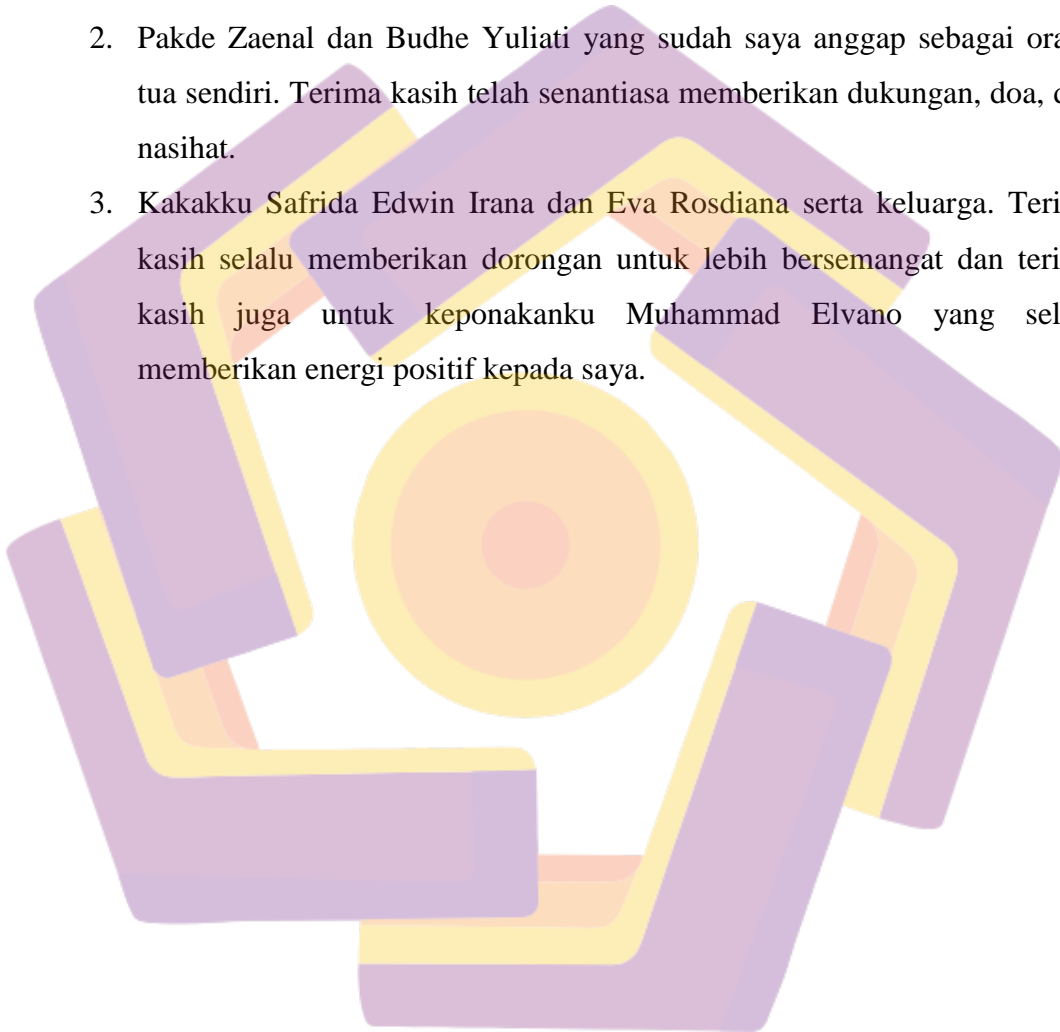 2. Pakde Zaenal dan Budhe Yuliati yang sudah saya anggap sebagai ora
tua sendiri. Terima kasih telah senantiasa memberikan dukungan, doa,
nasihat.
3. Kakakku Safrida Edwin Irana dan Eva Rosdiana serta keluarga. Teri
kasih selalu memberikan dorongan untuk lebih bersemangat dan teri
kasih juga untuk keponakanku Muhammad Elvano yang sel
memberikan energi positif kepada saya.